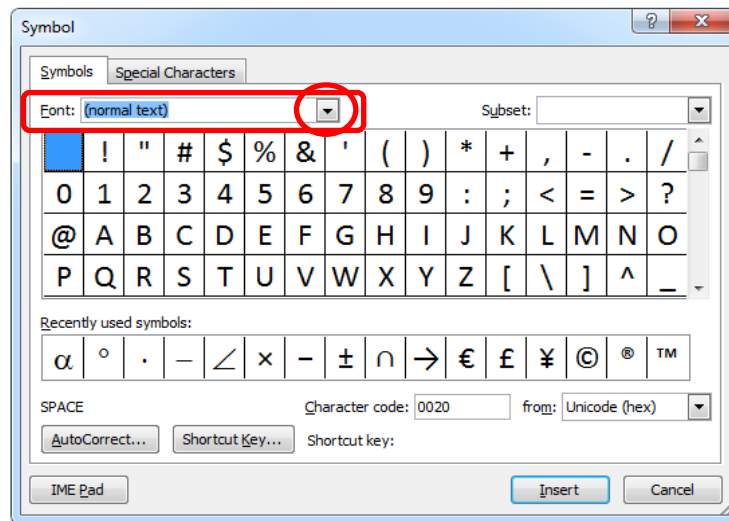 Symbol
Symbols Special Characters
Font: (normal text) Subset:
! " # $ % & ' ( ) * + , - . /
0 1 2 3 4 5 6 7 8 9 : ; < = > ?
@ A B C D E F G H I J K L M N O
P Q R S T U V W X Y Z [ \ ] ^ _
Recently used symbols:
α ° · – ∠ × − ± ∩ → € £ ¥ © ® ™
SPACE Character code: 0020 from: Unicode (hex)
AutoCorrect... Shortcut Key... Shortcut key:
IME Pad Insert Cancel